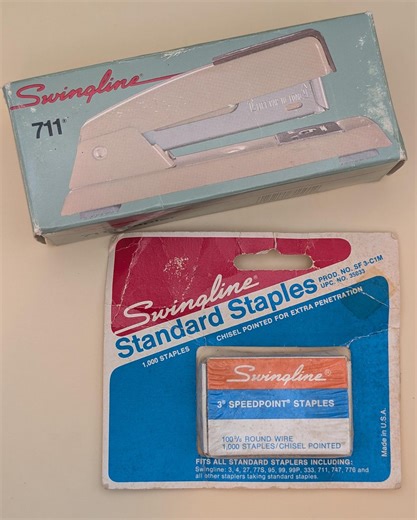 Swingline
711®
Swingline
Standard Staples
PROD. NO. SF 3-C1M
UPC. NO. 35833
1,000 STAPLES
CHISEL POINTED FOR EXTRA PENETRATION
Swingline®
3® SPEEDPOINT® STAPLES
100% ROUND WIRE
1,000 STAPLES/CHISEL POINTED
Made in U.S.A.
FITS ALL STANDARD STAPLERS INCLUDING:
Swingline: 3, 4, 27, 77S, 95, 99, 99P, 333, 711, 747, 776 and
all other staplers taking standard staples.